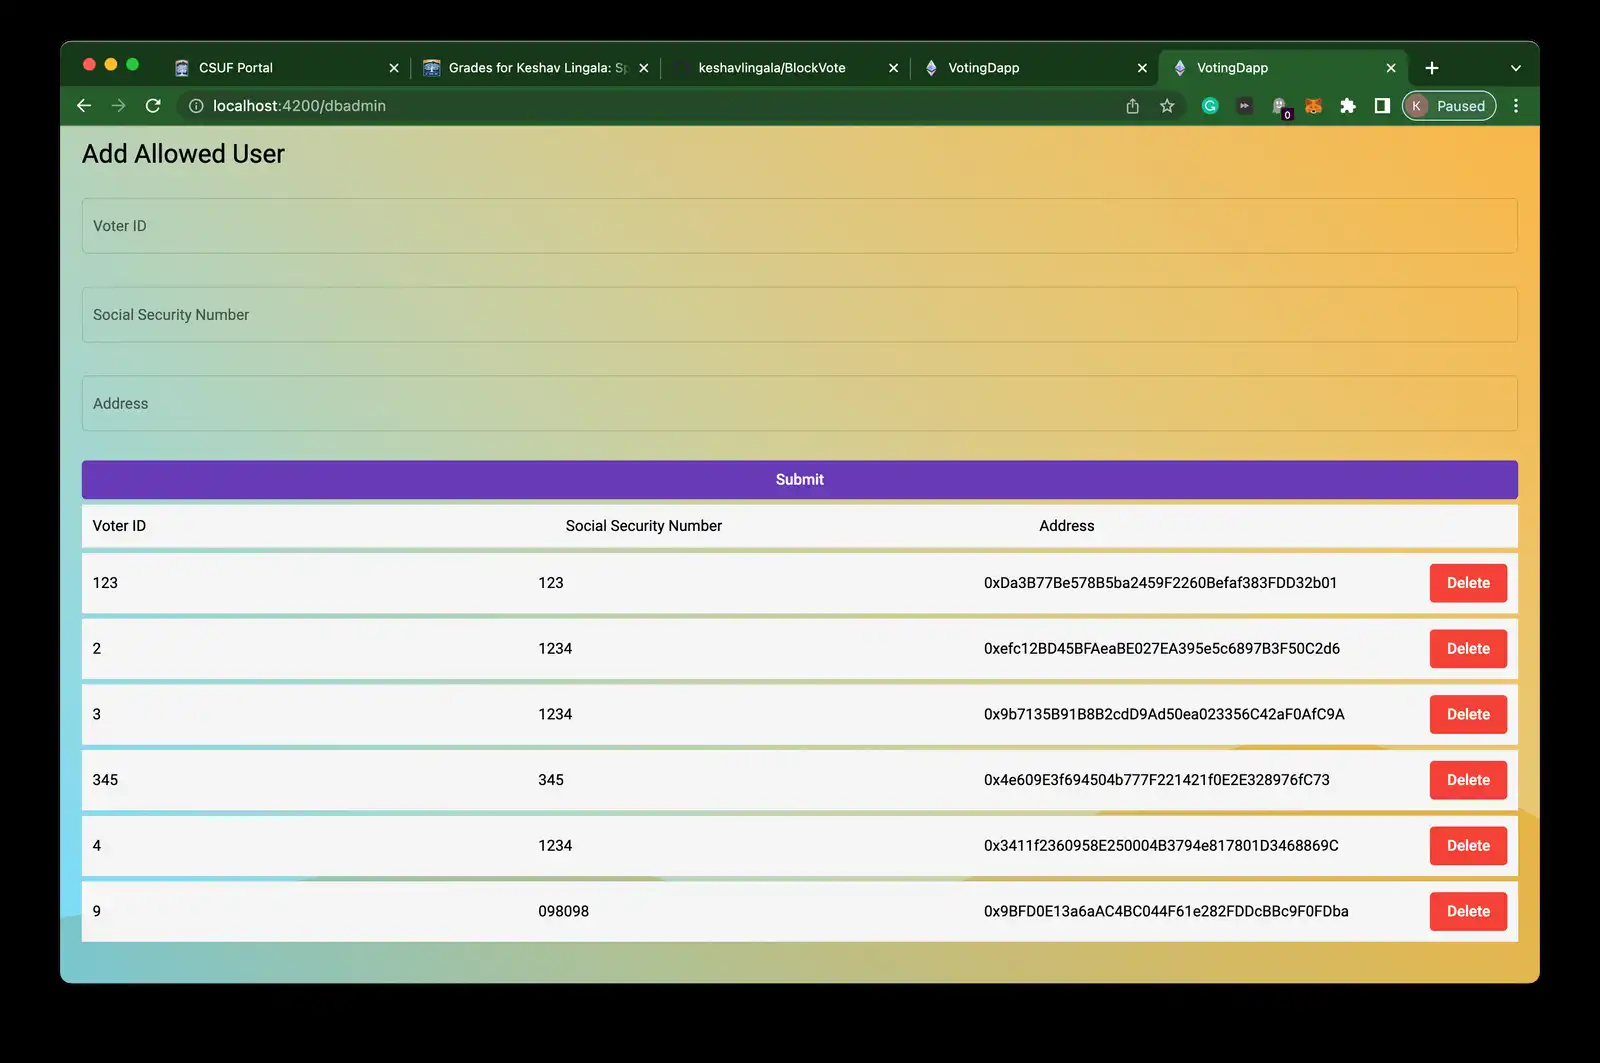 CSUF Portal
Grades for Keshav Lingala: Sp
keshavlingala/BlockVote
VotingDapp
VotingDapp
localhost:4200/dbadmin
0
K Paused
Add Allowed User
Voter ID
Social Security Number
Address
Submit
Voter ID Social Security Number Address
123 123 0xDa3B77Be578B5ba2459F2260Befaf383FDD32b01 Delete
2 1234 0xefc12BD45BFAeaBE027EA395e5c6897B3F50C2d6 Delete
3 1234 0x9b7135B91B8B2cdD9Ad50ea023356C42aF0AfC9A Delete
345 345 0x4e609E3f694504b777F221421f0E2E328976fC73 Delete
4 1234 0x3411f2360958E250004B3794e817801D3468869C Delete
9 098098 0x9BFD0E13a6aAC4BC044F61e282FDDcBBc9F0FDba Delete